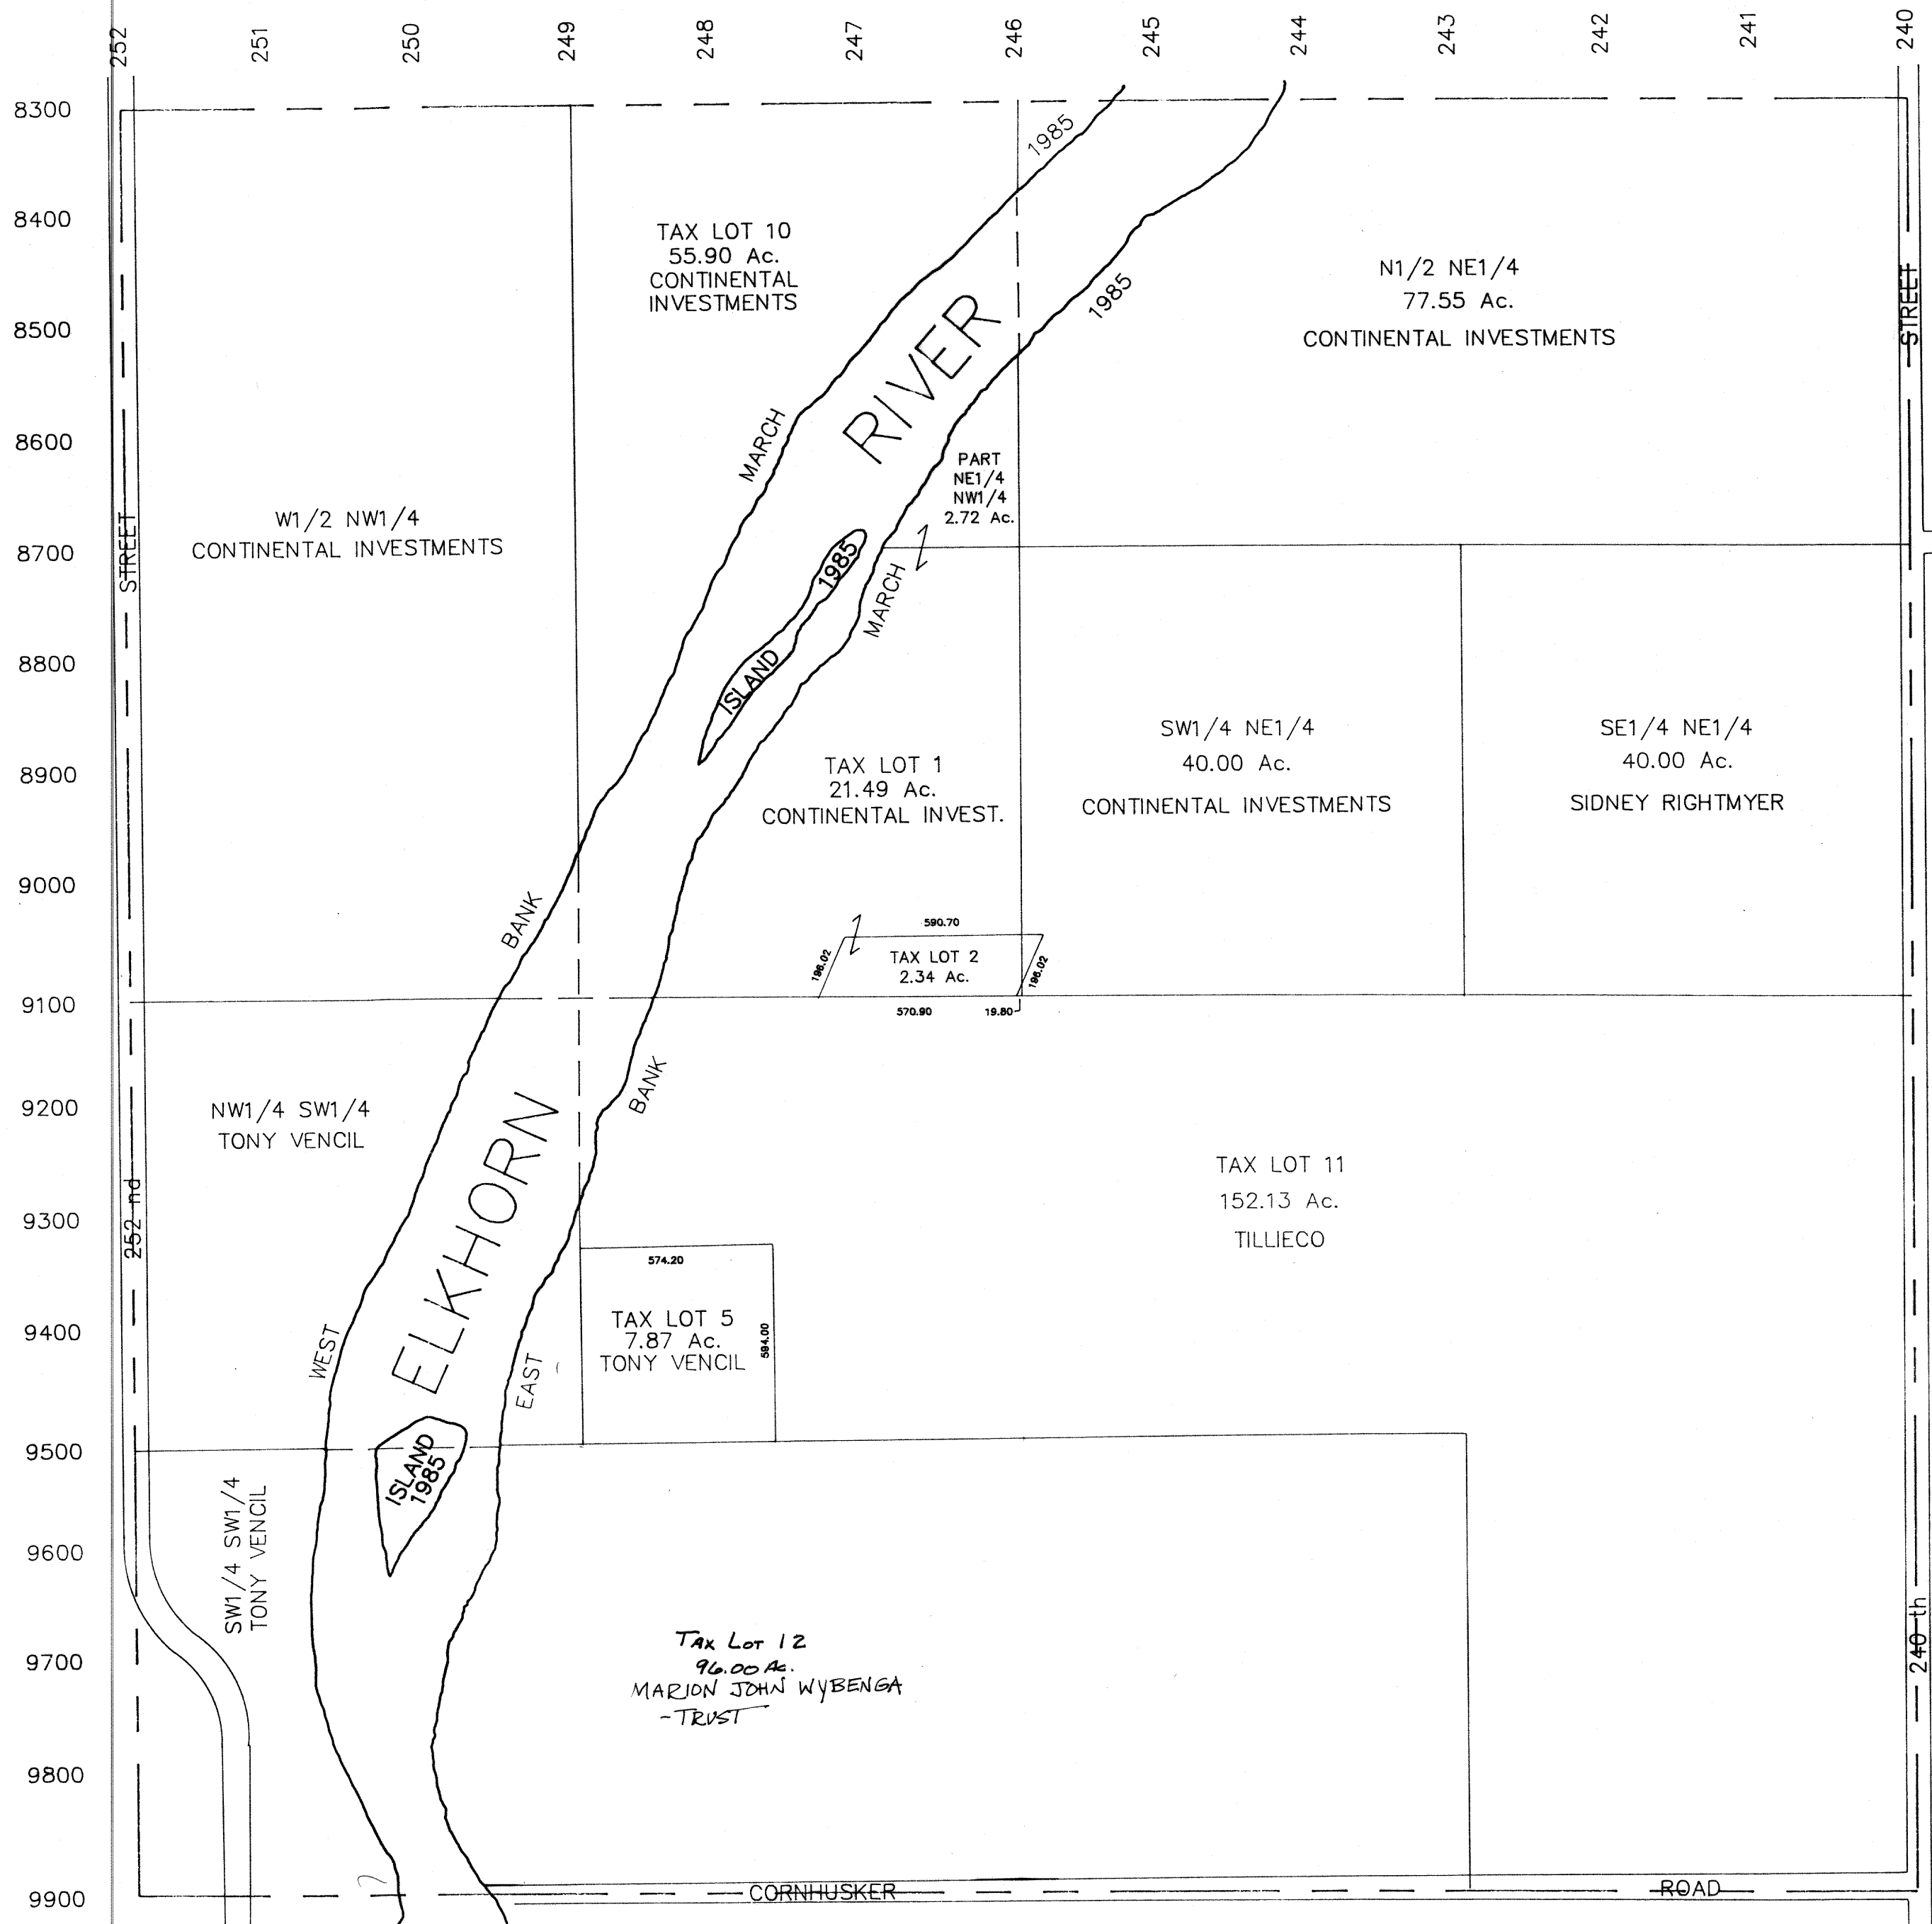 252 251 250 249 248 247 246 245 244 243 242 241 240
8300
8400
8500
8600
8700
8800
8900
9000
9100
9200
9300
9400
9500
9600
9700
9800
9900
STREET
252 nd
STREET
240 th
1985
1985
RIVER
MARCH
MARCH
1985
ISLAND
BANK
BANK
ELKHORN
WEST
EAST
ISLAND
1985
TAX LOT 10
55.90 Ac.
CONTINENTAL
INVESTMENTS
N1/2 NE1/4
77.55 Ac.
CONTINENTAL INVESTMENTS
PART
NE1/4
NW1/4
2.72 Ac.
W1/2 NW1/4
CONTINENTAL INVESTMENTS
TAX LOT 1
21.49 Ac.
CONTINENTAL INVEST.
SW1/4 NE1/4
40.00 Ac.
CONTINENTAL INVESTMENTS
SE1/4 NE1/4
40.00 Ac.
SIDNEY RIGHTMYER
590.70
196.02
TAX LOT 2
2.34 Ac.
196.02
570.90
19.80
NW1/4 SW1/4
TONY VENCIL
TAX LOT 11
152.13 Ac.
TILLIECO
574.20
TAX LOT 5
7.87 Ac.
TONY VENCIL
594.00
SW1/4 SW1/4
TONY VENCIL
TAX LOT 12
96.00 Ac.
MARION JOHN WYBENGA
-TRUST
CORNHUSKER
ROAD